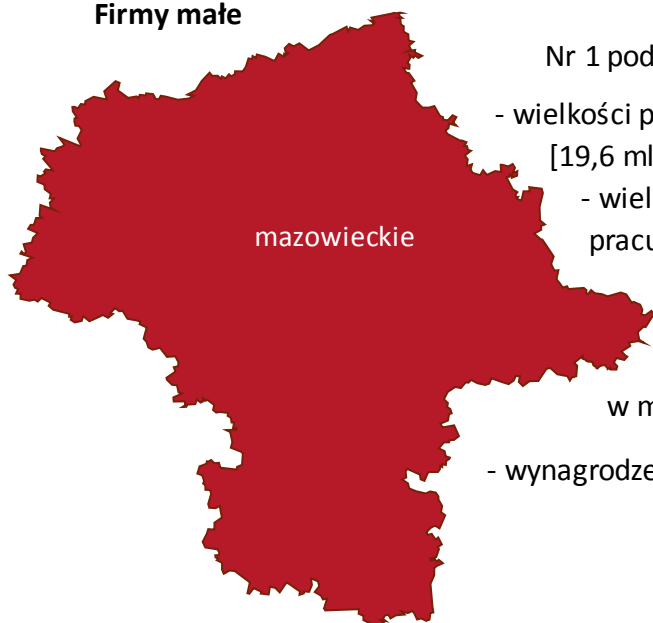 Firmy małe
Nr 1 pod
- wielkości p
[19,6 ml
- wiel
mazowieckie
pracu
w m
- wynagrodze